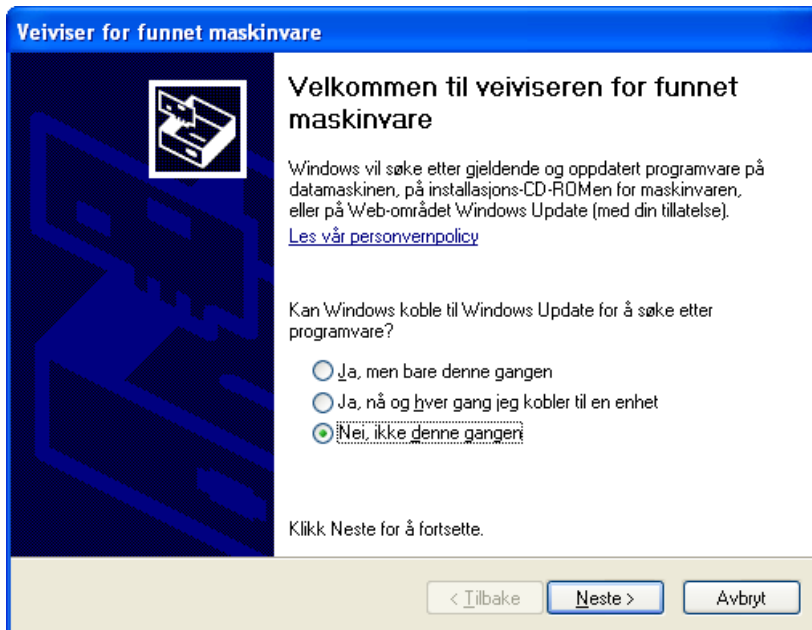 Veiviser for funnet maskinvare
Velkommen til veiviseren for funnet
maskinvare
Windows vil søke etter gjeldende og oppdatert programvare på
datamaskinen, på installasjons-CD-ROMen for maskinvaren,
eller på Web-området Windows Update (med din tillatelse).
Les vår personvernpolicy
Kan Windows koble til Windows Update for å søke etter
programvare?
Ja, men bare denne gangen
Ja, nå og hver gang jeg kobler til en enhet
Nei, ikke denne gangen
Klikk Neste for å fortsette.
< Tilbake
Neste >
Avbryt